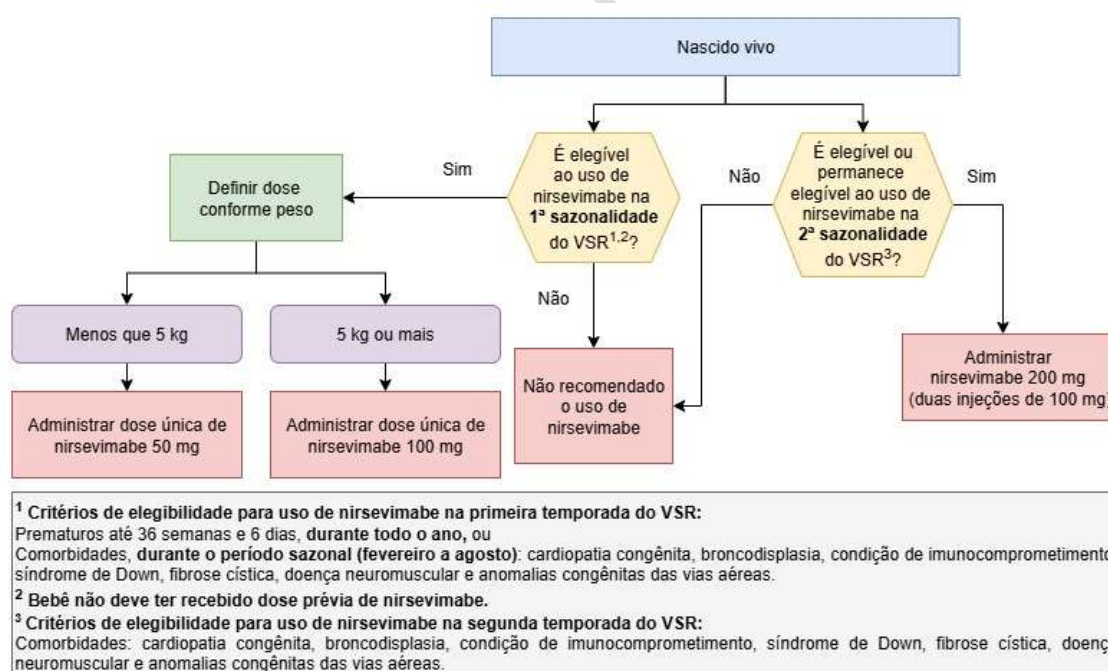 Nascido vivo
É elegível
ao uso de
nirsevimabe na
1ª sazonalidade
do VSR1,2?
É elegível ou
permanece
elegível ao uso de
nirsevimabe na
2ª sazonalidade
do VSR3?
Sim
Não
Sim
Definir dose
conforme peso
Não
Menos que 5 kg
5 kg ou mais
Administrar dose única de
nirsevimabe 50 mg
Administrar dose única de
nirsevimabe 100 mg
Não recomendado
o uso de
nirsevimabe
Administrar
nirsevimabe 200 mg
(duas injeções de 100 mg)
1 Critérios de elegibilidade para uso de nirsevimabe na primeira temporada do VSR:
Prematuros até 36 semanas e 6 dias, durante todo o ano, ou
Comorbidades, durante o período sazonal (fevereiro a agosto): cardiopatia congênita, broncodisplasia, condição de imunocomprometimento
síndrome de Down, fibrose cística, doença neuromuscular e anomalias congênitas das vias aéreas.
2 Bebê não deve ter recebido dose prévia de nirsevimabe.
3 Critérios de elegibilidade para uso de nirsevimabe na segunda temporada do VSR:
Comorbidades: cardiopatia congênita, broncodisplasia, condição de imunocomprometimento, síndrome de Down, fibrose cística, doenç
neuromuscular e anomalias congênitas das vias aéreas.